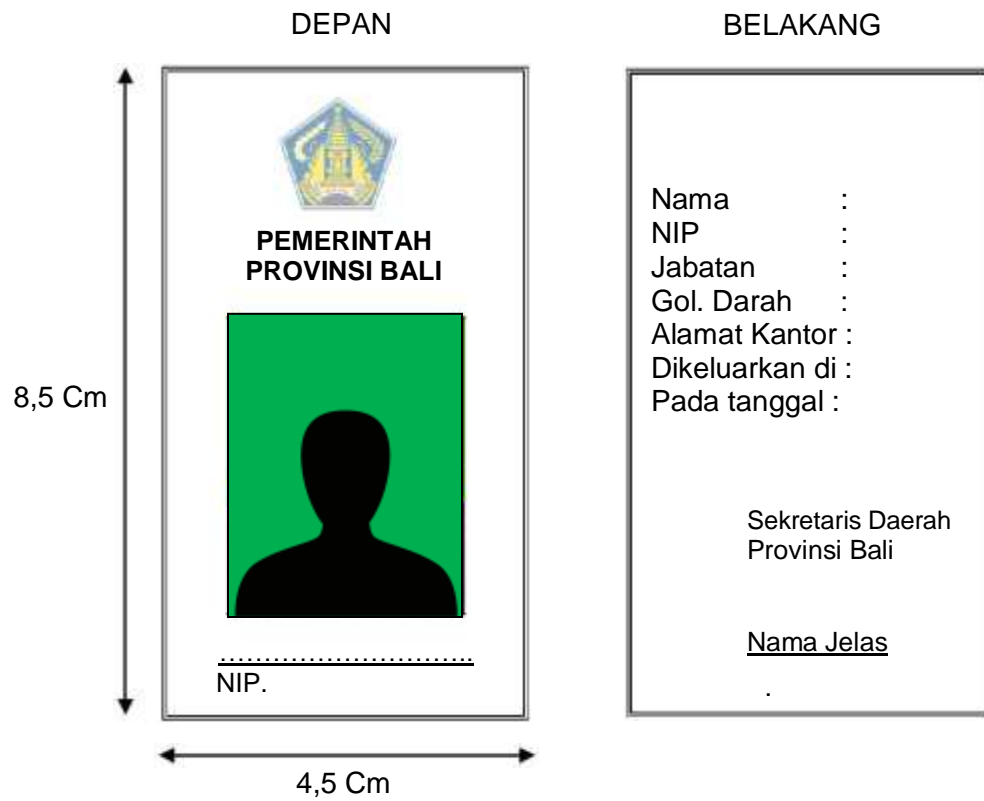 DEPAN
PEMERINTAH
PROVINSI BALI
8,5 Cm
………………………..
NIP.
4,5 Cm
BELAKANG
Nama :
NIP :
Jabatan :
Gol. Darah :
Alamat Kantor :
Dikeluarkan di :
Pada tanggal :
Sekretaris Daerah
Provinsi Bali
Nama Jelas
.